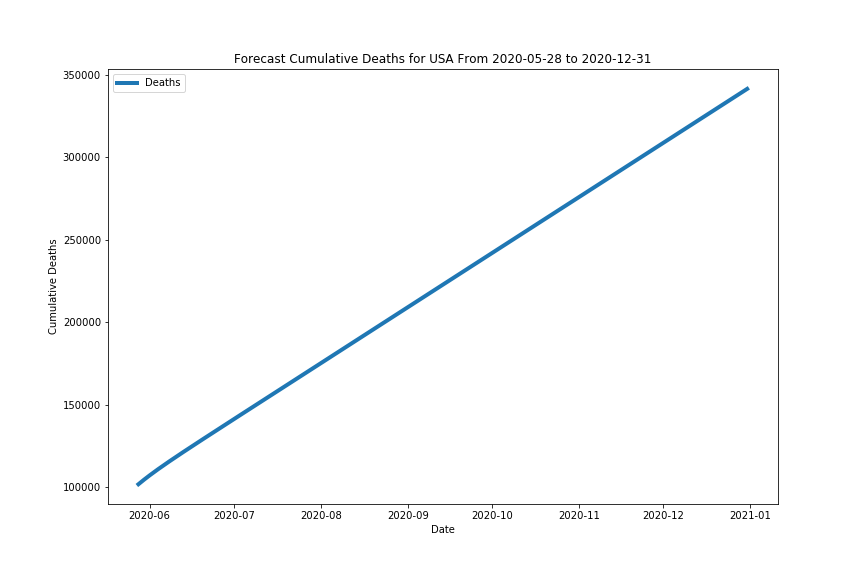 Forecast Cumulative Deaths for USA From 2020-05-28 to 2020-12-31
Deaths
350000
300000
250000
200000
150000
100000
Cumulative Deaths
2020-06 2020-07 2020-08 2020-09 2020-10 2020-11 2020-12 2021-01
Date